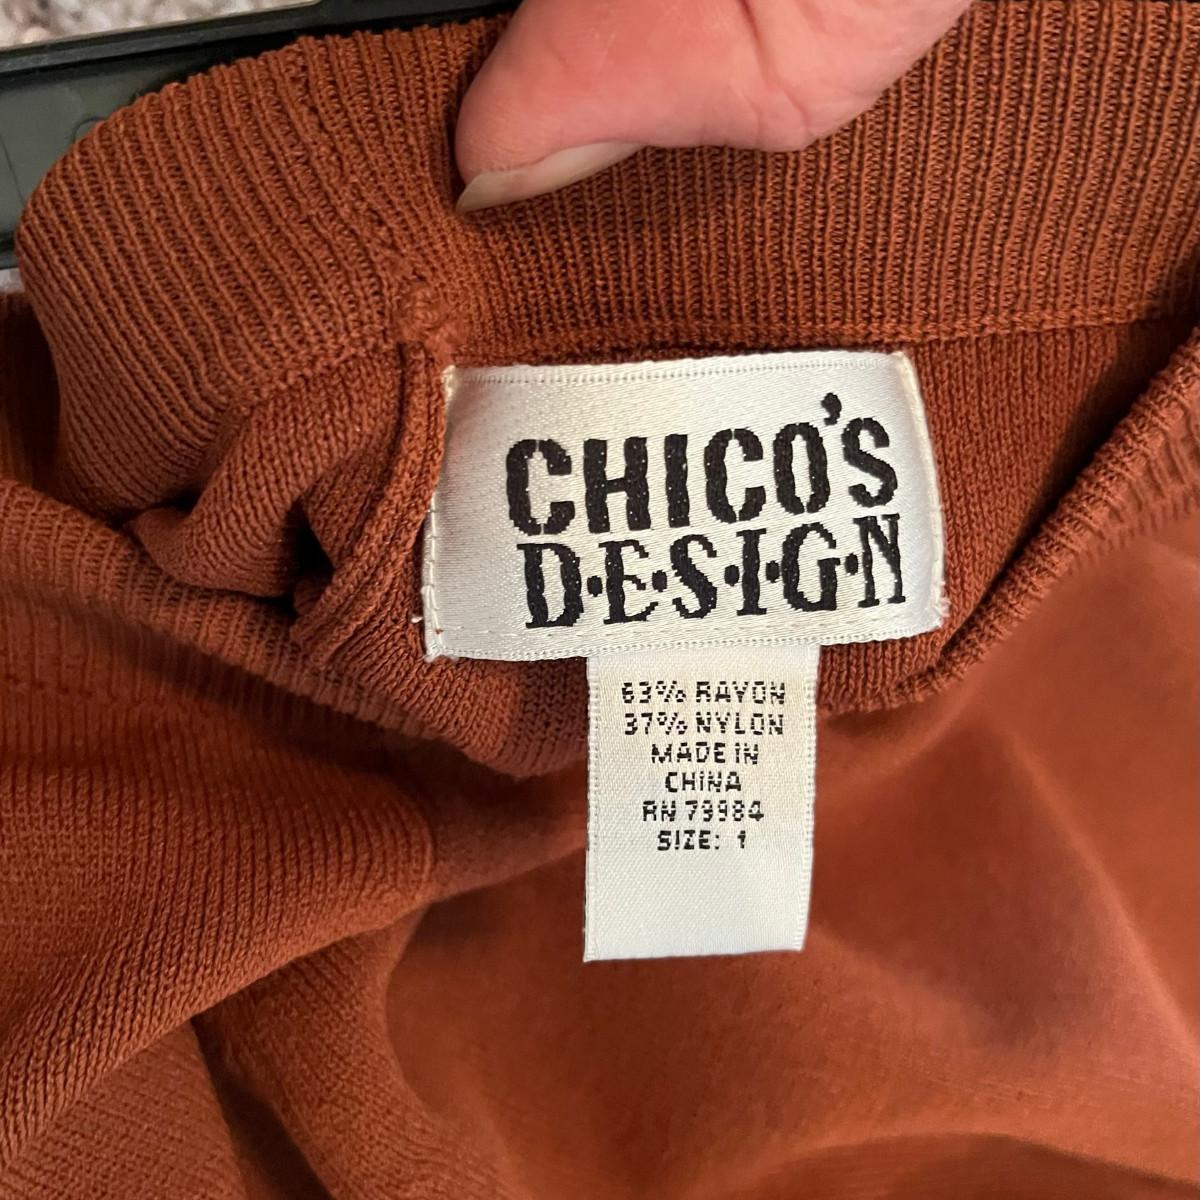 CHICO'S
D·E·S·I·G·N
63% RAYON
37% NYLON
MADE IN
CHINA
RN 79984
SIZE: 1